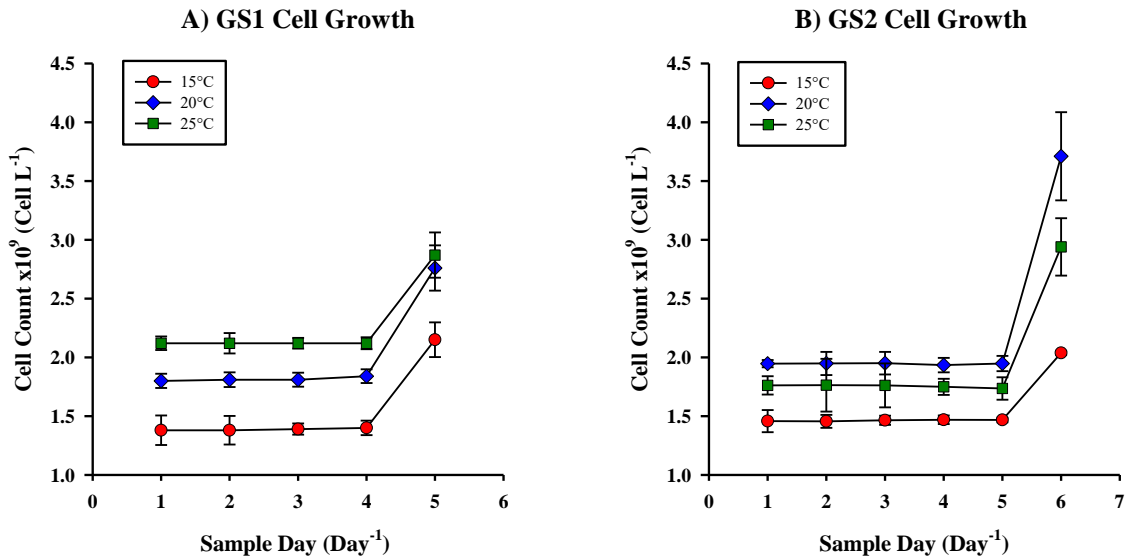 A) GS1 Cell Growth
4.5
4.0
3.5
3.0
2.5
2.0
1.5
1.0
Cell Count x10⁹ (Cell L⁻¹)
15°C
20°C
25°C
0 1 2 3 4 5 6
Sample Day (Day⁻¹)
B) GS2 Cell Growth
4.5
4.0
3.5
3.0
2.5
2.0
1.5
1.0
Cell Count x10⁹ (Cell L⁻¹)
15°C
20°C
25°C
0 1 2 3 4 5 6 7
Sample Day (Day⁻¹)